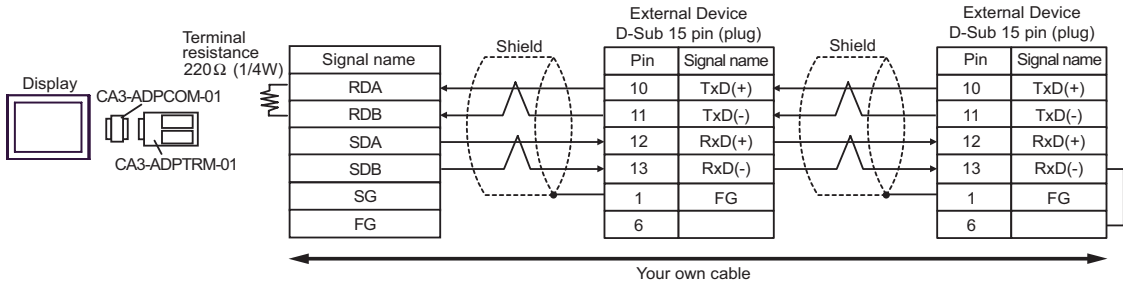 External Device
D-Sub 15 pin (plug)
External Device
D-Sub 15 pin (plug)
Terminal
resistance
220Ω (1/4W)
Shield
Shield
Display
CA3-ADPCOM-01
CA3-ADPTRM-01
Signal name
RDA
RDB
SDA
SDB
SG
FG
Pin Signal name
10 TxD(+)
11 TxD(-)
12 RxD(+)
13 RxD(-)
1 FG
6
Pin Signal name
10 TxD(+)
11 TxD(-)
12 RxD(+)
13 RxD(-)
1 FG
6
Your own cable